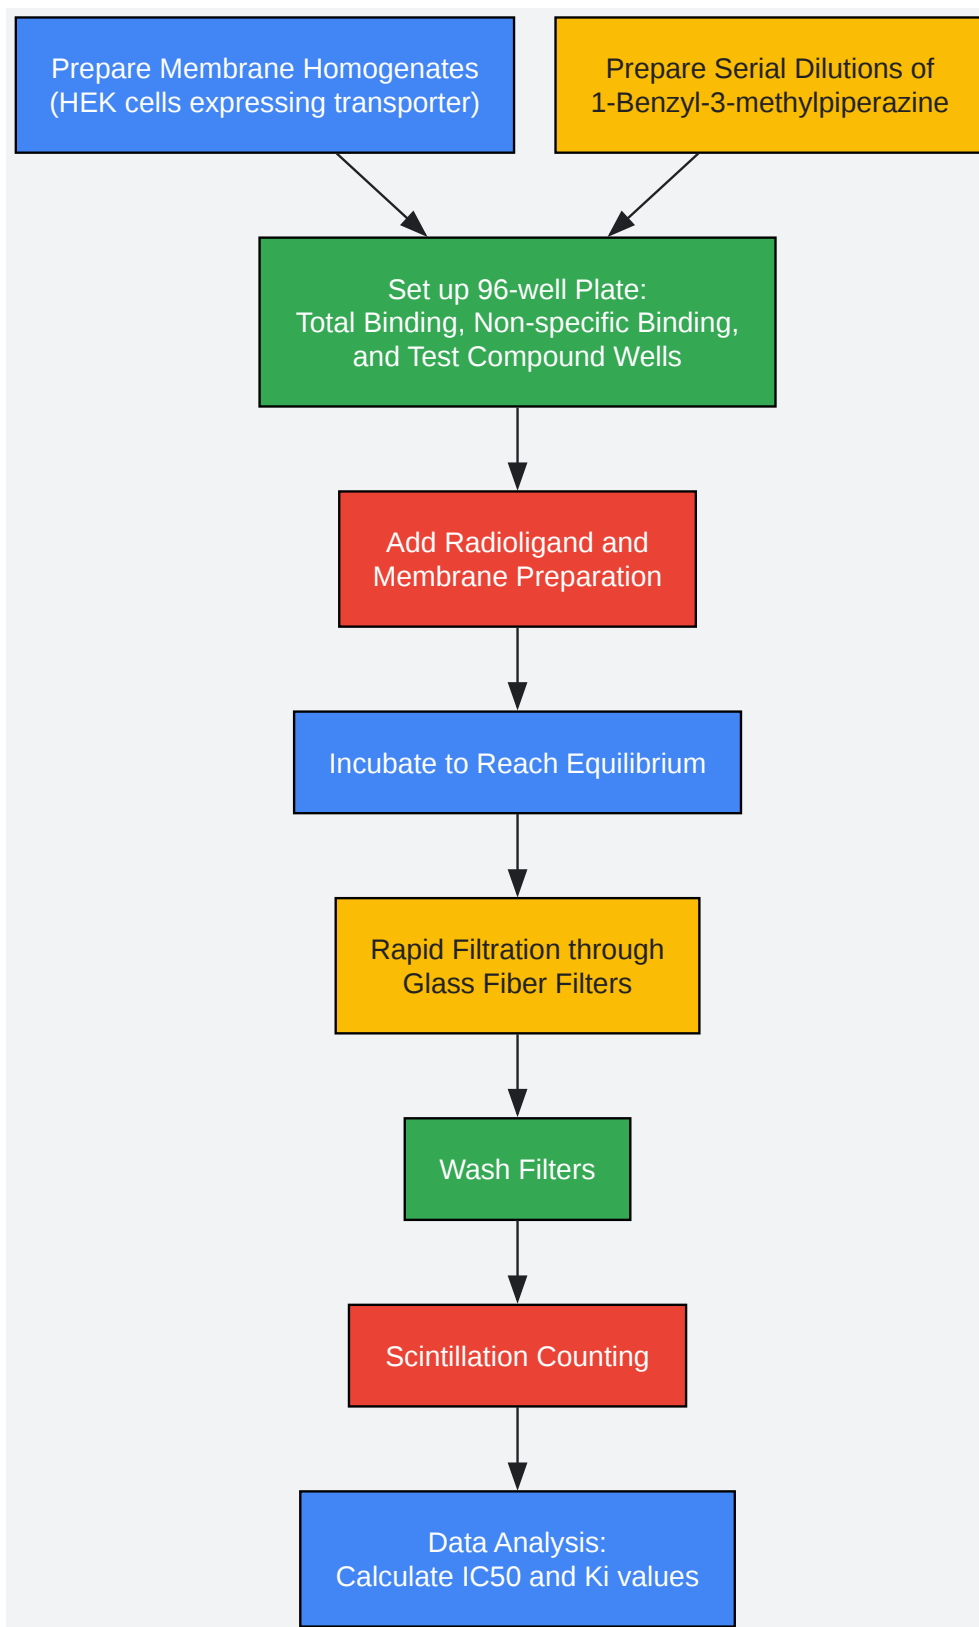 Prepare Membrane Homogenates
(HEK cells expressing transporter)
Prepare Serial Dilutions of
1-Benzyl-3-methylpiperazine
Set up 96-well Plate:
Total Binding, Non-specific Binding,
and Test Compound Wells
Add Radioligand and
Membrane Preparation
Incubate to Reach Equilibrium
Rapid Filtration through
Glass Fiber Filters
Wash Filters
Scintillation Counting
Data Analysis:
Calculate IC50 and Ki values